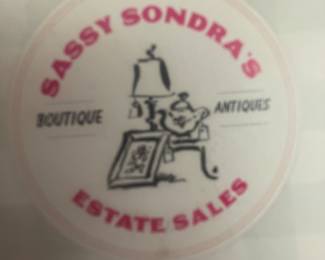 SASSY SONDRA'S
BOUTIQUE
ANTIQUES
ESTATE SALES